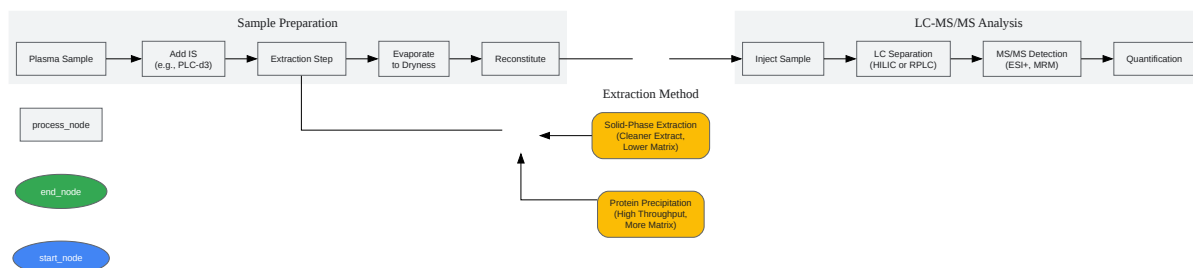 Sample Preparation
LC-MS/MS Analysis
Plasma Sample
Add IS
(e.g., PLC-d3)
Extraction Step
Evaporate
to Dryness
Reconstitute
Inject Sample
LC Separation
(HILIC or RPLC)
MS/MS Detection
(ESI+, MRM)
Quantification
Extraction Method
process_node
Solid-Phase Extraction
(Cleaner Extract,
Lower Matrix)
end_node
Protein Precipitation
(High Throughput,
More Matrix)
start_node